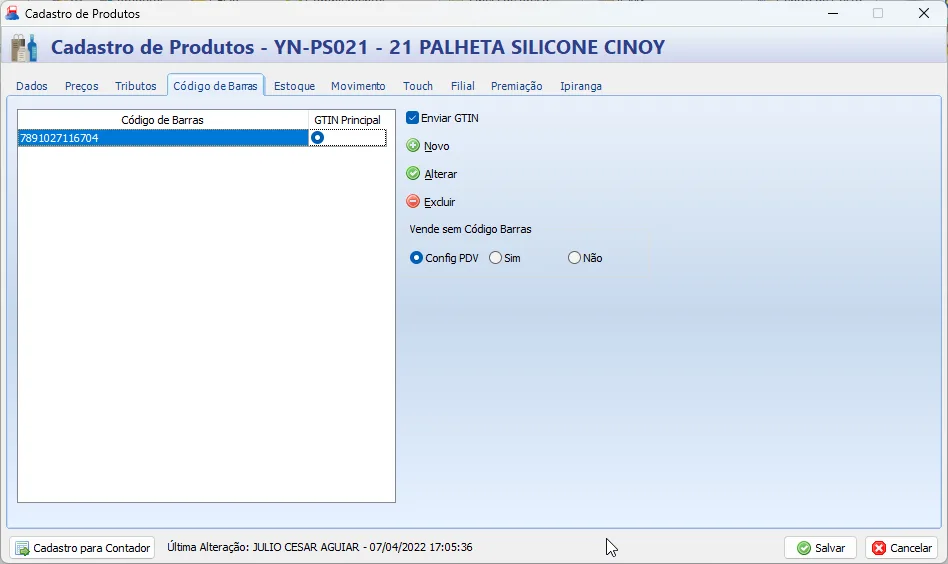 Cadastro de Produtos
Cadastro de Produtos - YN-PS021 - 21 PALHETA SILICONE CINOY
Dados Preços Tributos Código de Barras Estoque Movimento Touch Filial Premiação Ipiranga
Código de Barras GTIN Principal
7891027116704
Enviar GTIN
Novo
Alterar
Excluir
Vende sem Código Barras
Config PDV Sim Não
Cadastro para Contador Última Alteração: JULIO CESAR AGUIAR - 07/04/2022 17:05:36 Salvar Cancelar